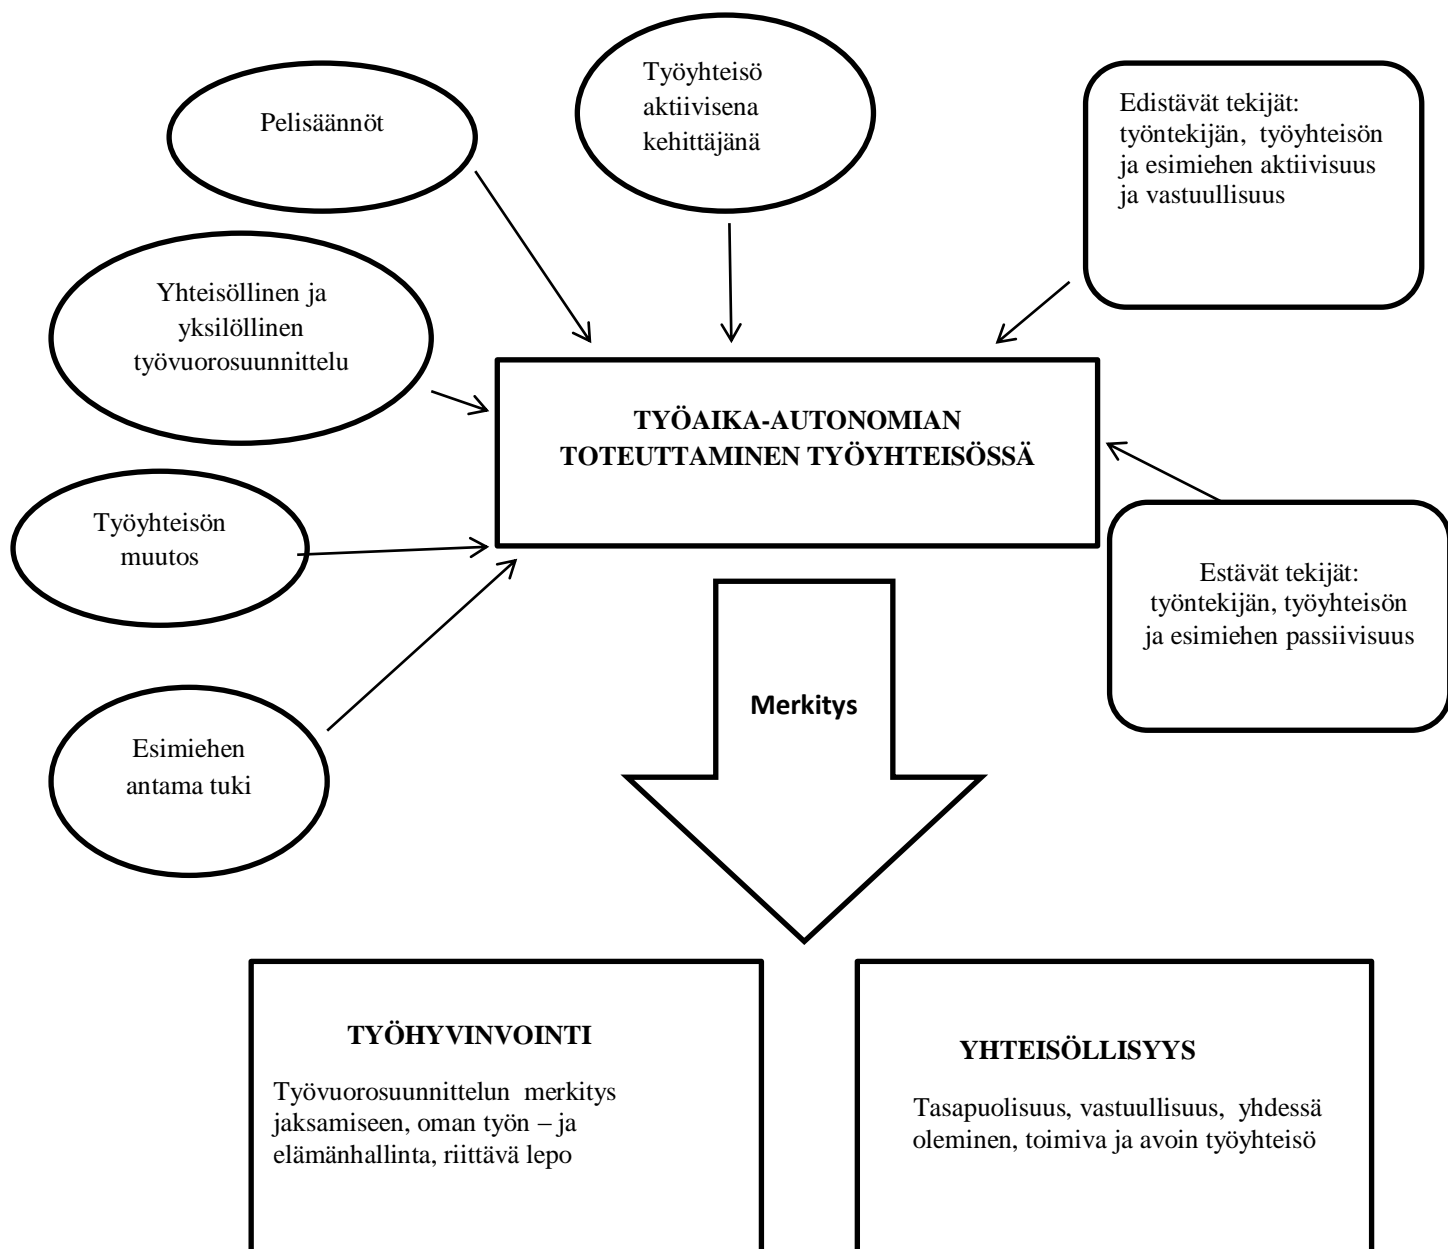 Pelisäännöt
Työyhteisö
aktiivisena
kehittäjänä
Edistävät tekijät:
työntekijän, työyhteisön
ja esimiehen aktiivisuus
ja vastuullisuus
Yhteisöllinen ja
yksilöllinen
työvuorosuunnittelu
TYÖAIKA-AUTONOMIAN
TOTEUTTAMINEN TYÖYHTEISÖSSÄ
Työyhteisön
muutos
Estävät tekijät:
työntekijän, työyhteisön
ja esimiehen passiivisuus
Esimiehen
antama tuki
Merkitys
TYÖHYVINVOINTI
Työvuorosuunnittelun merkitys
jaksamiseen, oman työn – ja
elämänhallinta, riittävä lepo
YHTEISÖLLISYYS
Tasapuolisuus, vastuullisuus, yhdessä
oleminen, toimiva ja avoin työyhteisö